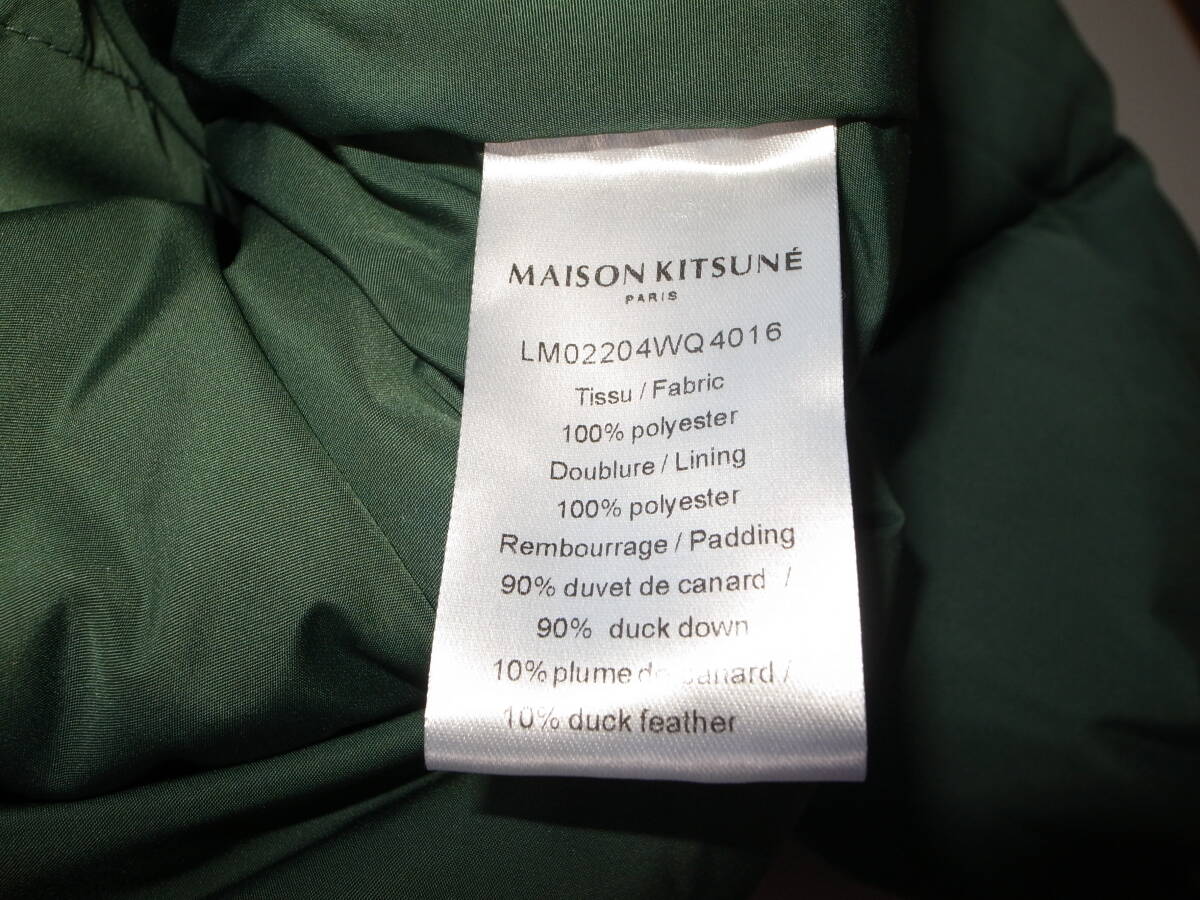 MAISON KITSUNÉ
PARIS
LM02204WQ4016
Tissu / Fabric
100% polyester
Doublure / Lining
100% polyester
Rembourrage / Padding
90% duvet de canard /
90% duck down
10% plume de canard /
10% duck feather